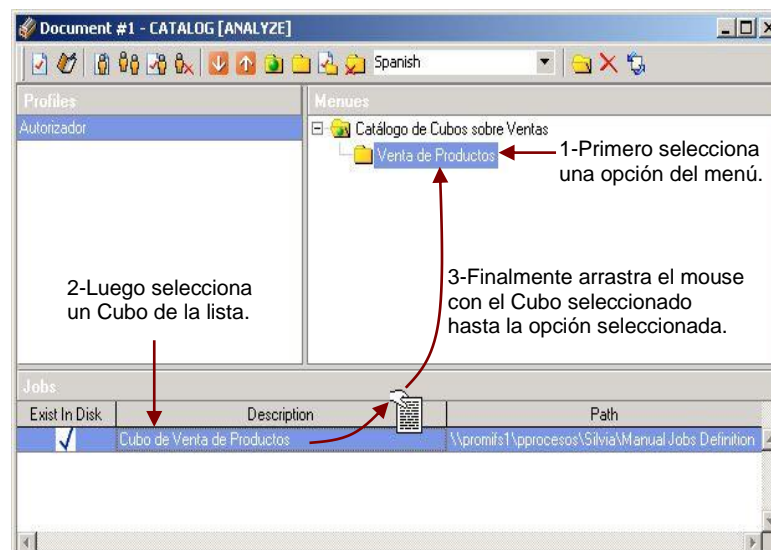 Document #1 - CATALOG [ANALYZE]
Spanish
Profiles
Menues
Autorizador
Catálogo de Cubos sobre Ventas
Venta de Productos
1-Primero selecciona
una opción del menú.
2-Luego selecciona
un Cubo de la lista.
3-Finalmente arrastra el mouse
con el Cubo seleccionado
hasta la opción seleccionada.
Jobs
Exist In Disk
Description
Path
Cubo de Venta de Productos
\\promifs1\pprocesos\Silvia\Manual Jobs Definition